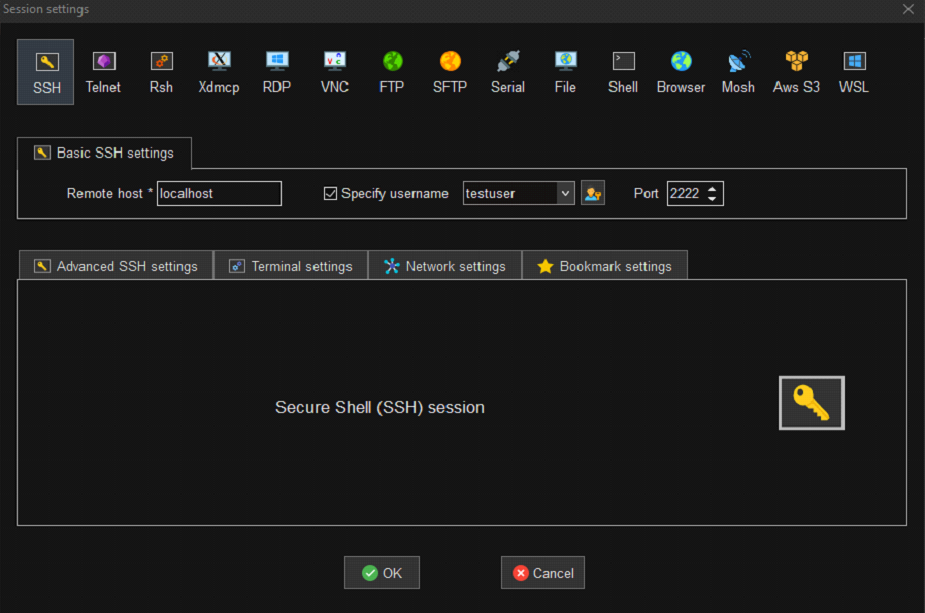 Session settings
SSH Telnet Rsh Xdmcp RDP VNC FTP SFTP Serial File Shell Browser Mosh Aws S3 WSL
Basic SSH settings
Remote host * localhost Specify username testuser Port 2222
Advanced SSH settings Terminal settings Network settings Bookmark settings
Secure Shell (SSH) session
OK Cancel